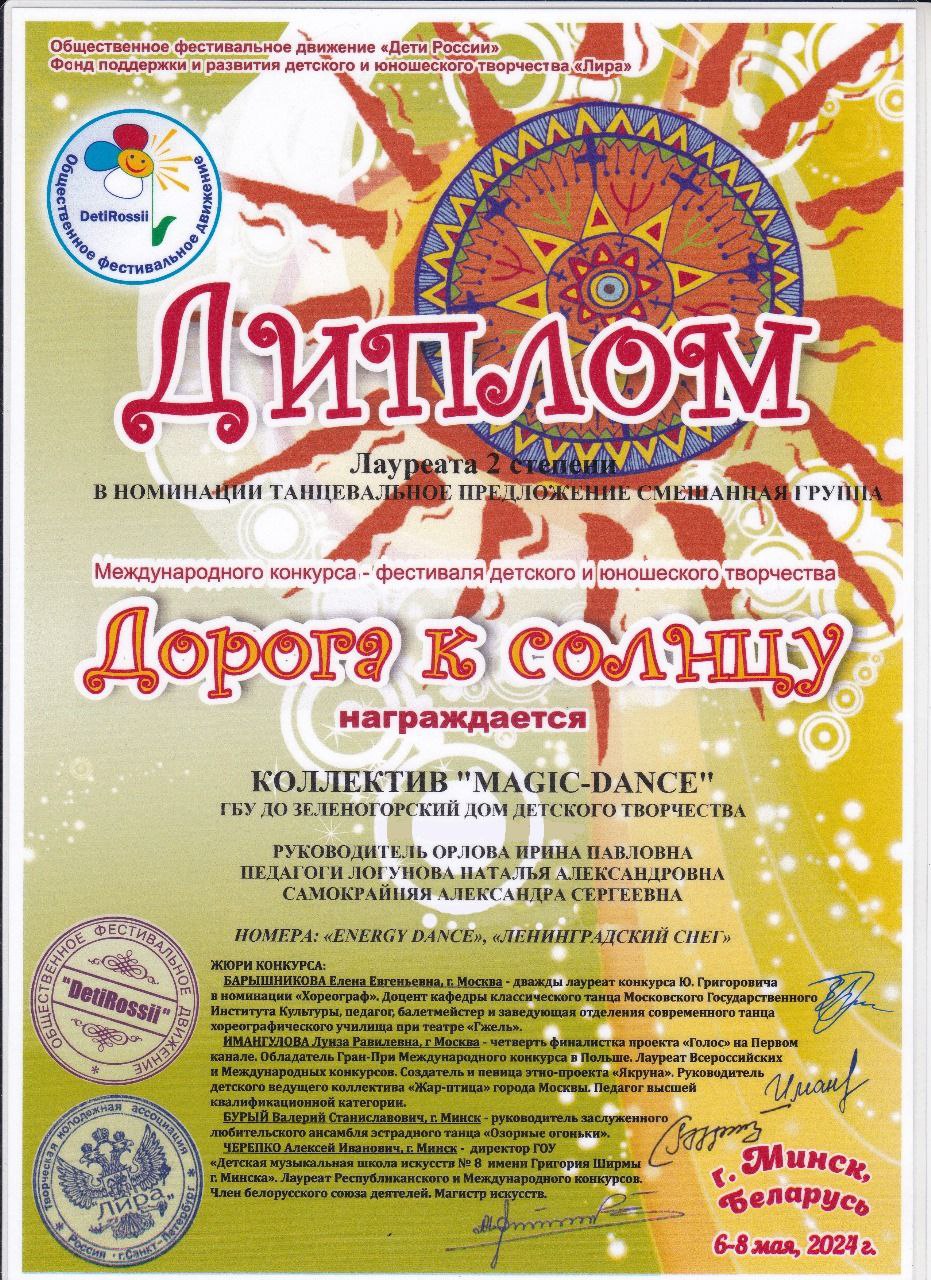 Общественное фестивальное движение «Дети России»
Фонд поддержки и развития детского и юношеского творчества «Лира»
Общественное фестивальное движение
DetiRossii
Диплом
Лауреата 2 степени
В НОМИНАЦИИ ТАНЦЕВАЛЬНОЕ ПРЕДЛОЖЕНИЕ СМЕШАННАЯ ГРУППА
Международного конкурса - фестиваля детского и юношеского творчества
Дорога к солнцу
награждается
КОЛЛЕКТИВ "MAGIC-DANCE"
ГБУ ДО ЗЕЛЕНОГОРСКИЙ ДОМ ДЕТСКОГО ТВОРЧЕСТВА
РУКОВОДИТЕЛЬ ОРЛОВА ИРИНА ПАВЛОВНА
ПЕДАГОГИ ЛОГУНОВА НАТАЛЬЯ АЛЕКСАНДРОВНА
САМОКРАЙНЯЯ АЛЕКСАНДРА СЕРГЕЕВНА
НОМЕРА: «ENERGY DANCE», «ЛЕНИНГРАДСКИЙ СНЕГ»
ЖЮРИ КОНКУРСА:
БАРЫШНИКОВА Елена Евгеньевна, г. Москва - дважды лауреат конкурса Ю. Григоровича
в номинации «Хореограф». Доцент кафедры классического танца Московского Государственного
Института Культуры, педагог, балетмейстер и заведующая отделения современного танца
хореографического училища при театре «Гжель».
ИМАНГУЛОВА Луиза Равилевна, г Москва - четверть финалистка проекта «Голос» на Первом
канале. Обладатель Гран-При Международного конкурса в Польше. Лауреат Всероссийских
и Международных конкурсов. Создатель и певица этно-проекта «Якруна». Руководитель
детского ведущего коллектива «Жар-птица» города Москвы. Педагог высшей
квалификационной категории.
БУРЫЙ Валерий Станиславович, г. Минск - руководитель заслуженного
любительского ансамбля эстрадного танца «Озорные огоньки».
ЧЕРЕПКО Алексей Иванович, г. Минск - директор ГОУ
«Детская музыкальная школа искусств № 8 имени Григория Ширмы
г. Минска». Лауреат Республиканского и Международного конкурсов.
Член белорусского союза деятелей. Магистр искусств.
ОБЩЕСТВЕННОЕ ФЕСТИВАЛЬНОЕ ДВИЖЕНИЕ
"DetiRossii"
Творческая молодежная ассоциация
"Лира"
Россия · г.Санкт-Петербург
г. Минск,
Беларусь
6-8 мая, 2024 г.